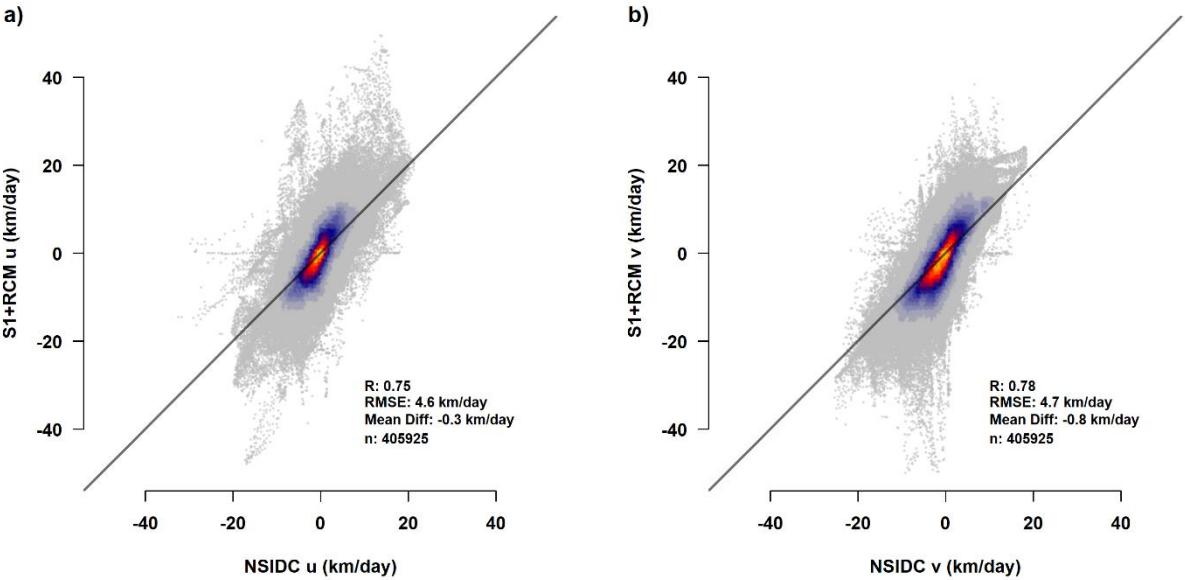 a)
40
20
0
-20
-40
S1+RCM u (km/day)
R: 0.75
RMSE: 4.6 km/day
Mean Diff: -0.3 km/day
n: 405925
-40 -20 0 20 40
NSIDC u (km/day)
b)
40
20
0
-20
-40
S1+RCM v (km/day)
R: 0.78
RMSE: 4.7 km/day
Mean Diff: -0.8 km/day
n: 405925
-40 -20 0 20 40
NSIDC v (km/day)